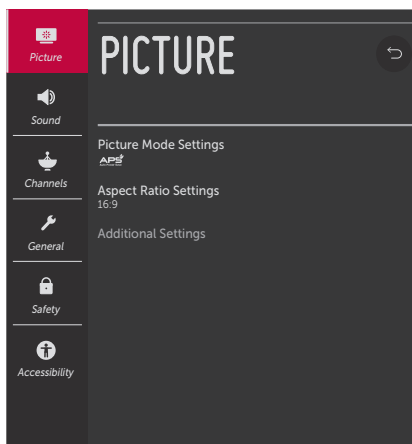 Picture
PICTURE
Sound
Picture Mode Settings
APS
Channels
Aspect Ratio Settings
16:9
General
Additional Settings
Safety
Accessibility